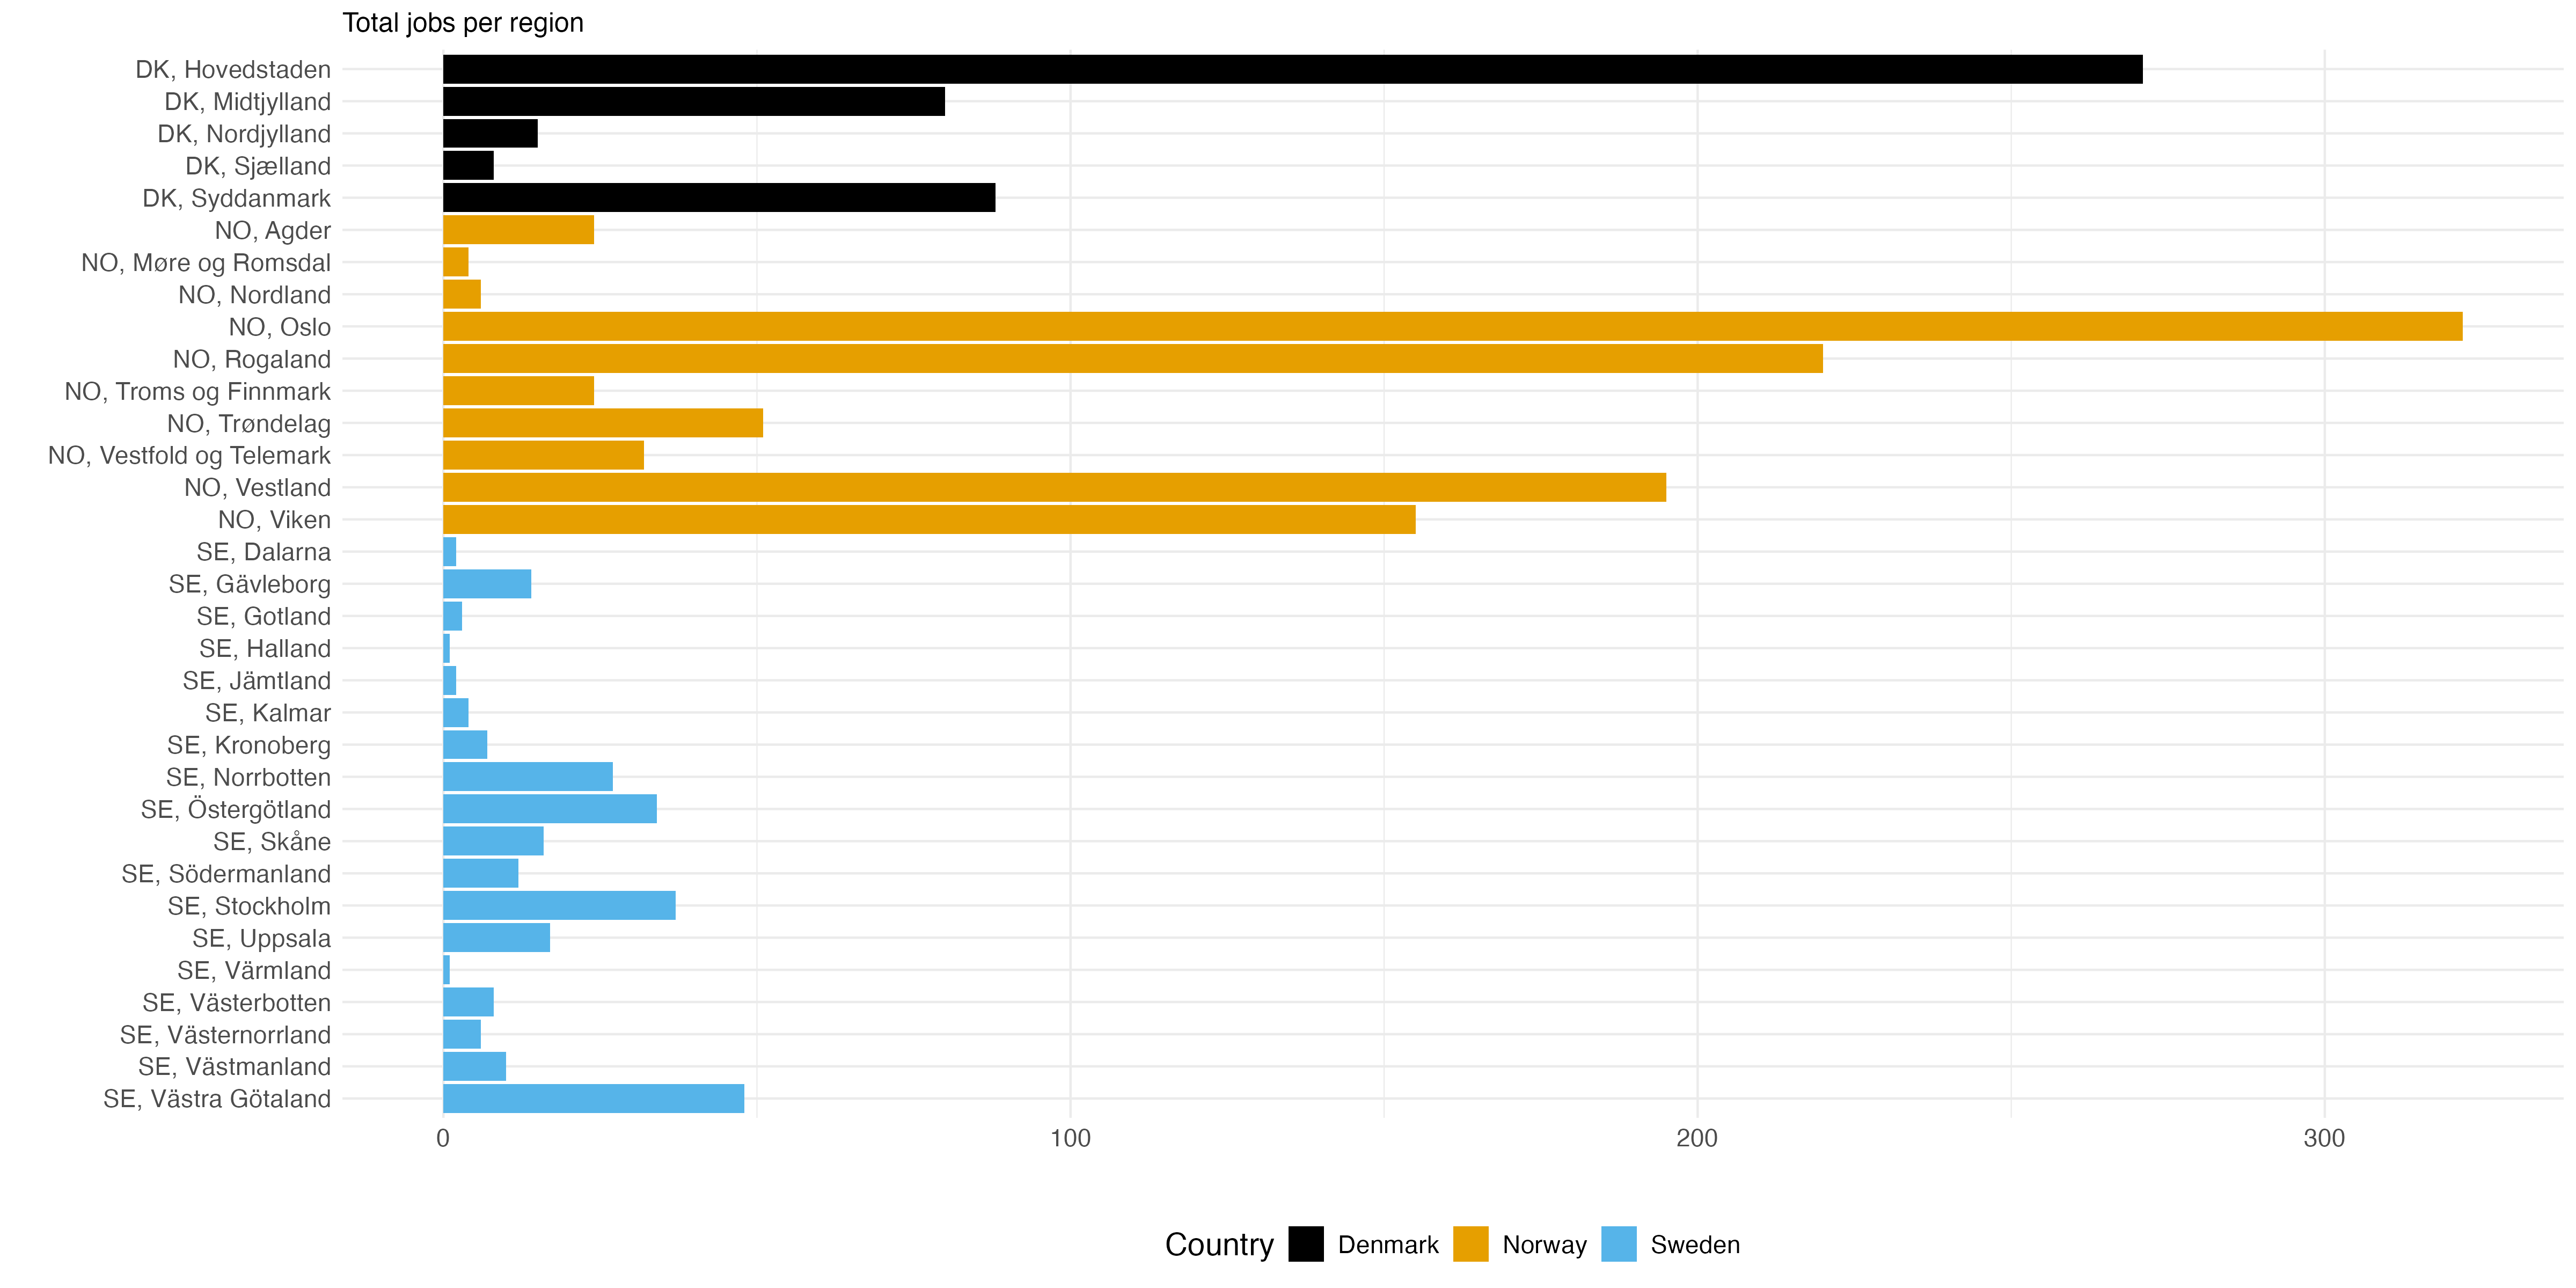 Total jobs per region
DK, Hovedstaden
DK, Midtjylland
DK, Nordjylland
DK, Sjælland
DK, Syddanmark
NO, Agder
NO, Møre og Romsdal
NO, Nordland
NO, Oslo
NO, Rogaland
NO, Troms og Finnmark
NO, Trøndelag
NO, Vestfold og Telemark
NO, Vestland
NO, Viken
SE, Dalarna
SE, Gävleborg
SE, Gotland
SE, Halland
SE, Jämtland
SE, Kalmar
SE, Kronoberg
SE, Norrbotten
SE, Östergötland
SE, Skåne
SE, Södermanland
SE, Stockholm
SE, Uppsala
SE, Värmland
SE, Västerbotten
SE, Västernorrland
SE, Västmanland
SE, Västra Götaland
0 100 200 300
Country Denmark Norway Sweden